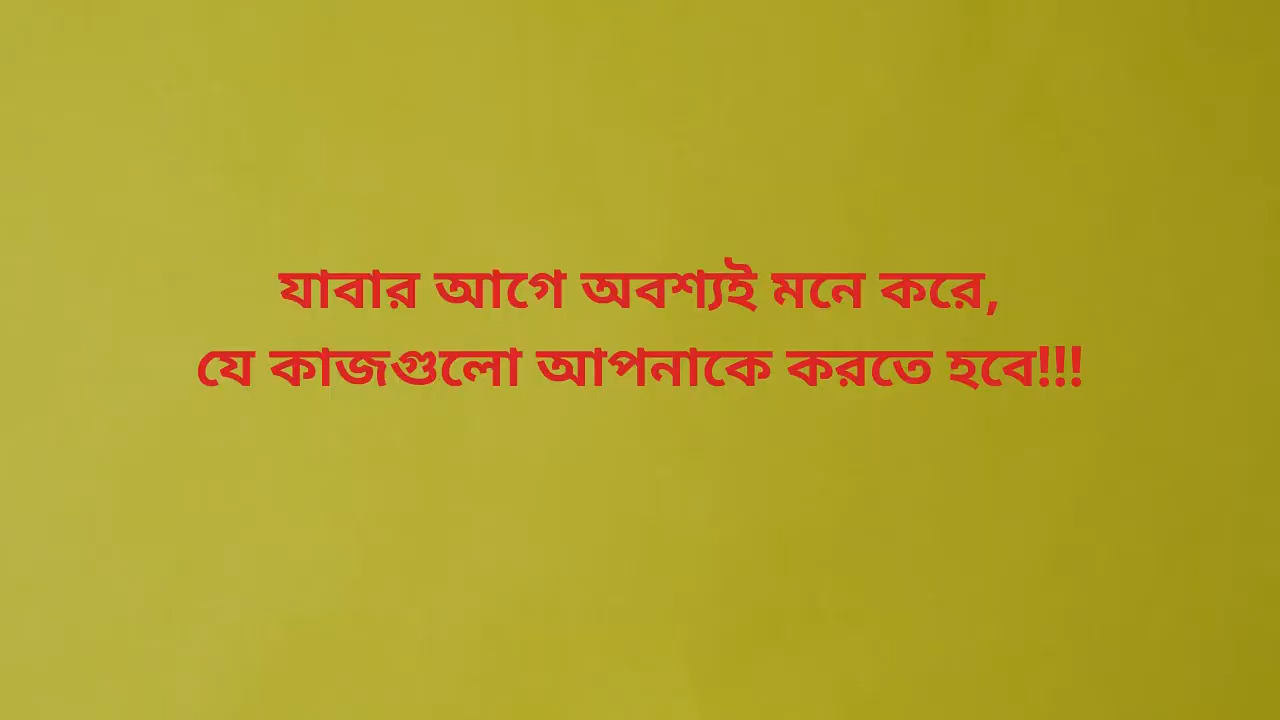 যাবার আগে অবশ্যই মনে করে,
যে কাজগুলো আপনাকে করতে হবে!!!